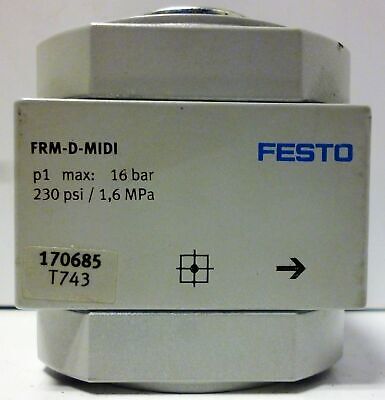 FRM-D-MIDI
FESTO
p1 max: 16 bar
230 psi / 1,6 MPa
170685
T743